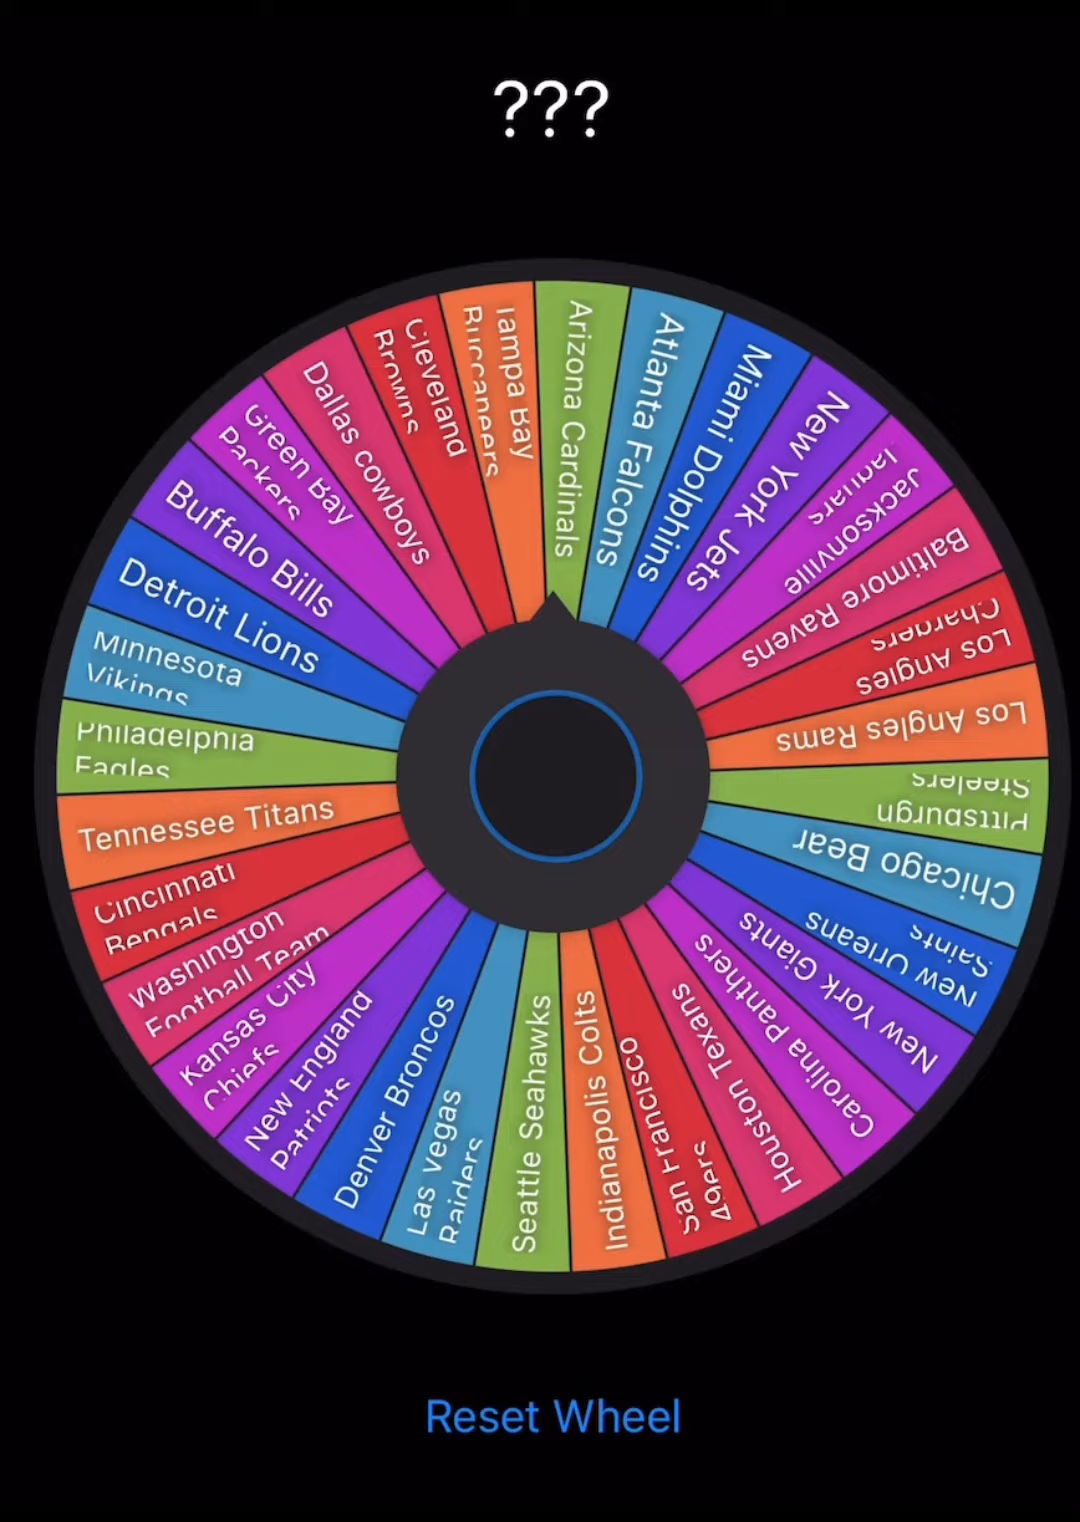 ???
Arizona Cardinals
Atlanta Falcons
Miami Dolphins
New York Jets
Jacksonville
Jaguars
Baltimore Ravens
Los Angles
Chargers
Los Angles Rams
Pittsburgh
Steelers
Chicago Bear
New Orleans
Saints
New York Giants
Carolina Panthers
Houston Texans
San Francisco
49ers
Indianapolis Colts
Seattle Seahawks
Las Vegas
Raiders
Denver Broncos
New England
Patriots
Kansas City
Chiefs
Washington
Football Team
Cincinnati
Bengals
Tennessee Titans
Philadelphia
Eagles
Minnesota
Vikings
Detroit Lions
Buffalo Bills
Green Bay
Packers
Dallas cowboys
Cleveland
Browns
Tampa Bay
Buccaneers
Reset Wheel